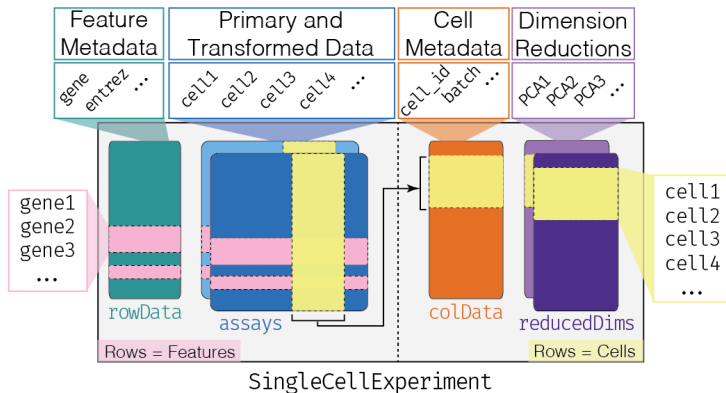 Feature
Metadata
Primary and
Transformed Data
Cell
Metadata
Dimension
Reductions
gene
entrez
...
cell1
cell2
cell3
cell4
...
cell_id
batch
...
PCA1
PCA2
PCA3
...
gene1
gene2
gene3
...
cell1
cell2
cell3
cell4
...
rowData
assays
colData
reducedDims
Rows = Features
Rows = Cells
SingleCellExperiment